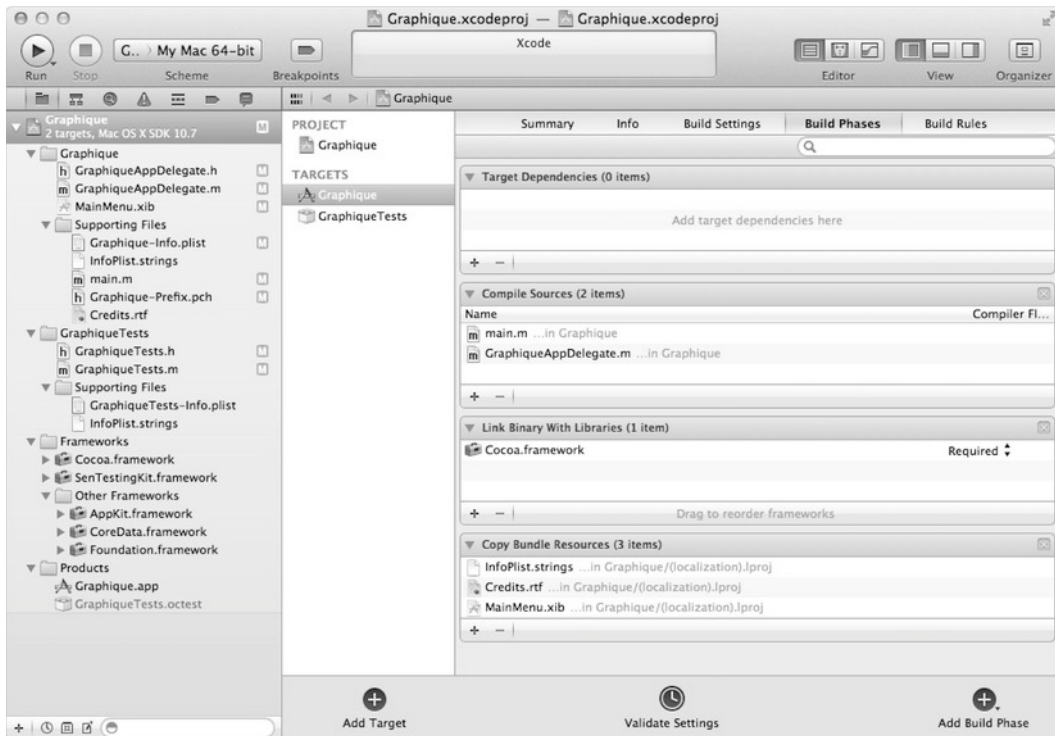 Graphique.xcodeproj — Graphique.xcodeproj
G.. › My Mac 64-bit
Xcode
Run Stop Scheme Breakpoints Editor View Organizer
Graphique
Graphique
2 targets, Mac OS X SDK 10.7
M
Graphique
h GraphiqueAppDelegate.h M
m GraphiqueAppDelegate.m M
MainMenu.xib M
Supporting Files
Graphique-Info.plist M
InfoPlist.strings
m main.m M
h Graphique-Prefix.pch M
Credits.rtf
GraphiqueTests
h GraphiqueTests.h M
m GraphiqueTests.m M
Supporting Files
GraphiqueTests-Info.plist
InfoPlist.strings
Frameworks
Cocoa.framework
SenTestingKit.framework
Other Frameworks
AppKit.framework
CoreData.framework
Foundation.framework
Products
Graphique.app
GraphiqueTests.octest
PROJECT
Graphique
TARGETS
Graphique
GraphiqueTests
Summary Info Build Settings Build Phases Build Rules
Target Dependencies (0 items)
Add target dependencies here
Compile Sources (2 items)
Name Compiler Fl...
m main.m ...in Graphique
m GraphiqueAppDelegate.m ...in Graphique
Link Binary With Libraries (1 item)
Cocoa.framework Required
Drag to reorder frameworks
Copy Bundle Resources (3 items)
InfoPlist.strings ...in Graphique/(localization).lproj
Credits.rtf ...in Graphique/(localization).lproj
MainMenu.xib ...in Graphique/(localization).lproj
Add Target Validate Settings Add Build Phase